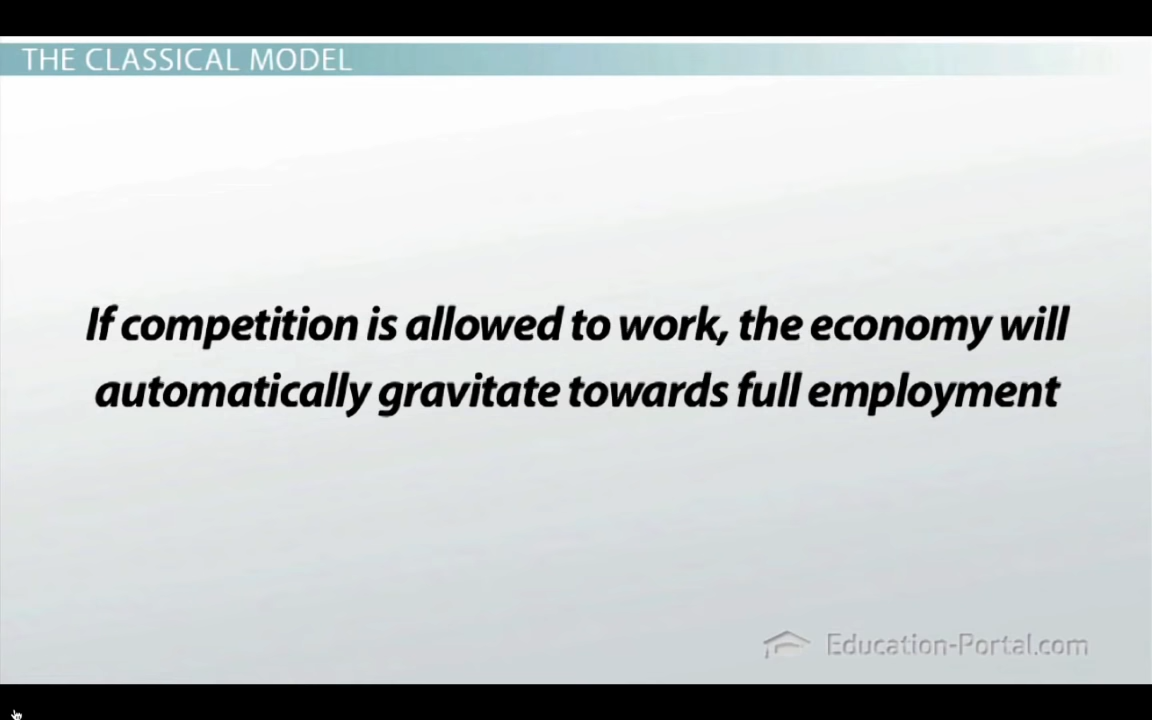 THE CLASSICAL MODEL
If competition is allowed to work, the economy will
automatically gravitate towards full employment
Education-Portal.com